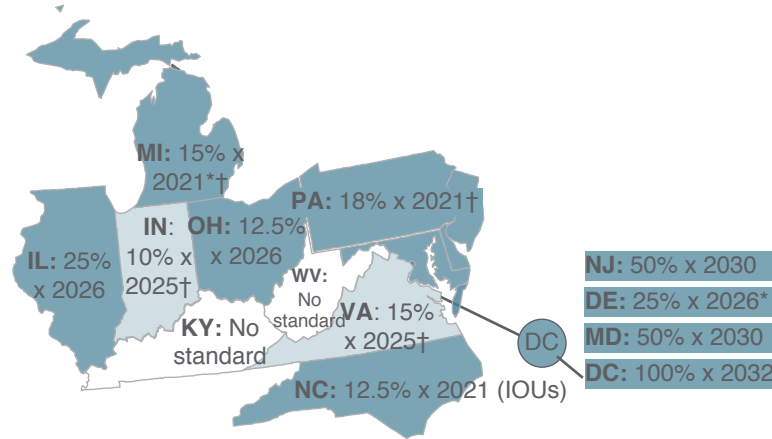 MI: 15% x
2021*†
PA: 18% x 2021†
IN:
10% x
2025†
OH: 12.5%
x 2026
IL: 25%
x 2026
WV:
No
standard
KY: No
standard
VA: 15%
x 2025†
DC
NC: 12.5% x 2021 (IOUs)
NJ: 50% x 2030
DE: 25% x 2026*
MD: 50% x 2030
DC: 100% x 2032